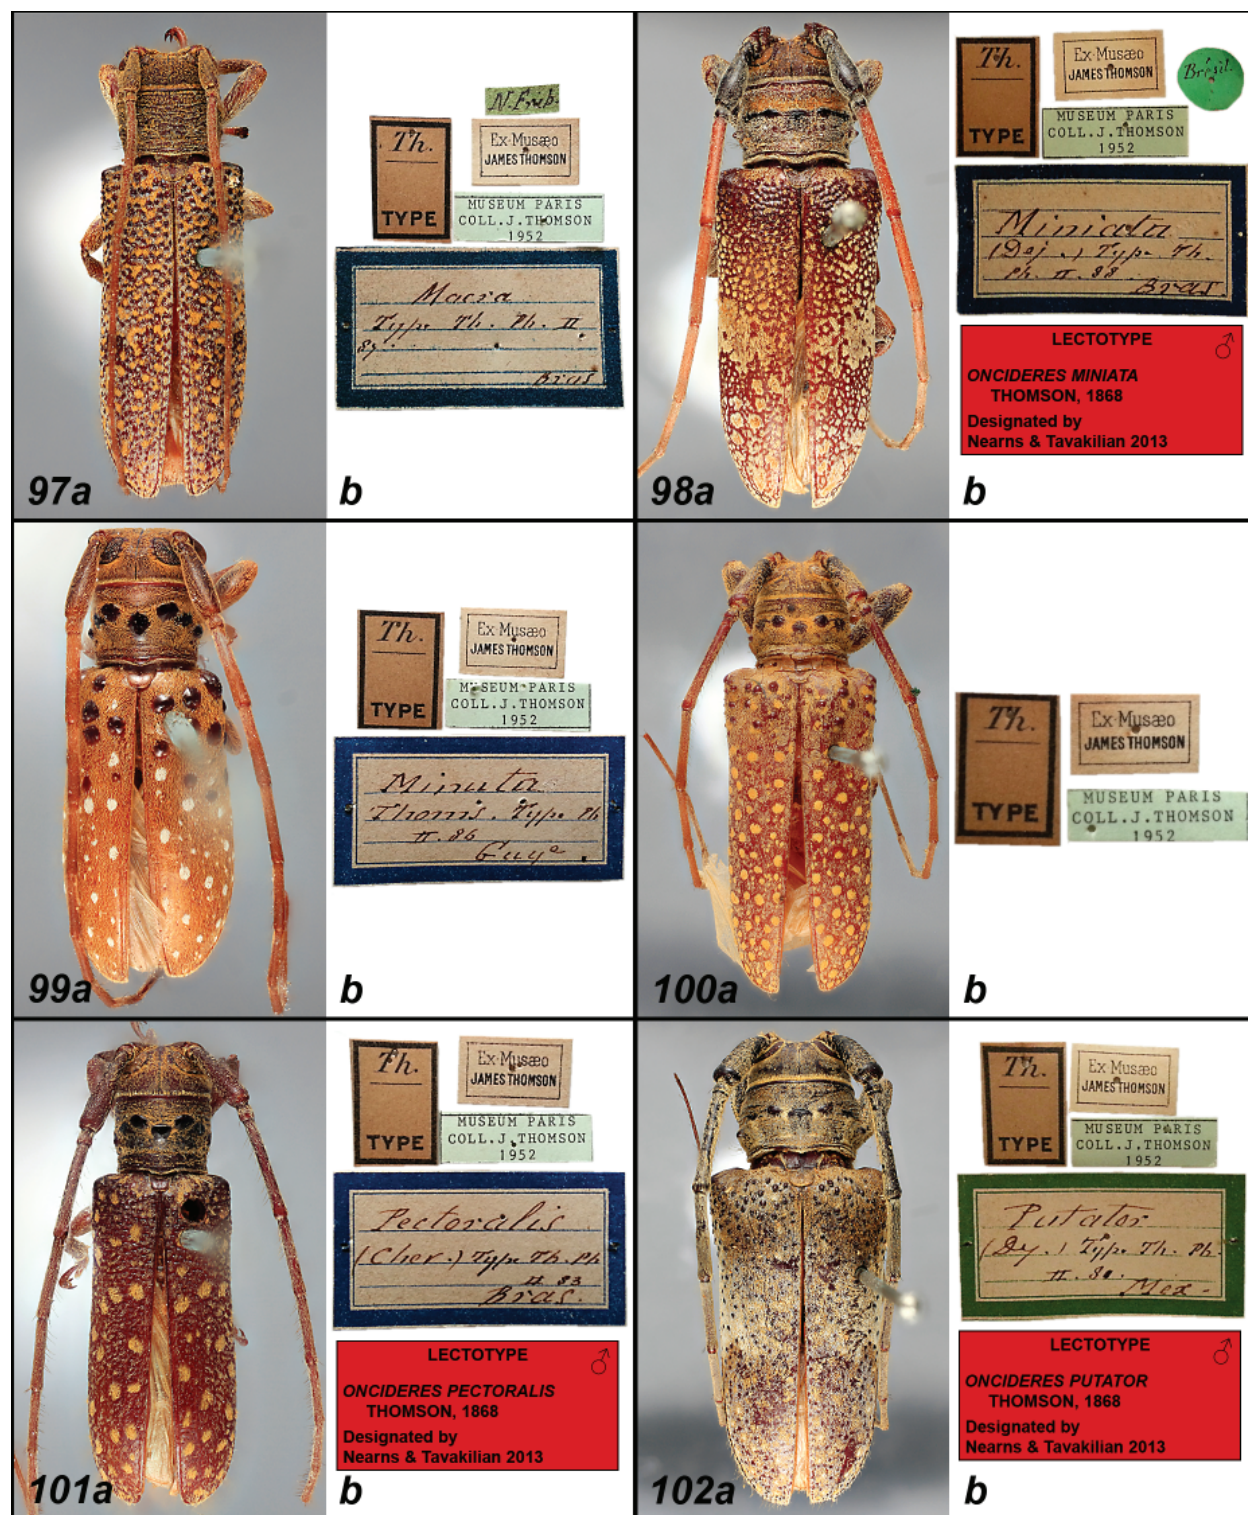 97a
N. Frib.
Th.
TYPE
Ex-Musæo
JAMES THOMSON
MUSEUM PARIS
COLL.J.THOMSON
1952
Macra
Type Th. Ph. II
87
Bras
b
98a
Th.
TYPE
Ex-Musæo
JAMES THOMSON
Brésil.
MUSEUM PARIS
COLL.J.THOMSON
1952
Miniata
(Dej.) Type Th.
Ph. II. 88
Bras
LECTOTYPE ♂
ONCIDERES MINIATA
THOMSON, 1868
Designated by
Nearns & Tavakilian 2013
b
99a
Th.
TYPE
Ex-Musæo
JAMES THOMSON
MUSEUM PARIS
COLL.J.THOMSON
1952
Minuta
Thoms. Type Ph
II. 86
Guye.
b
100a
Th.
TYPE
Ex-Musæo
JAMES THOMSON
MUSEUM PARIS
COLL.J.THOMSON
1952
b
101a
Th.
TYPE
Ex-Musæo
JAMES THOMSON
MUSEUM PARIS
COLL.J.THOMSON
1952
Pectoralis
(Chev.) Type Th. Ph
II 83
Bras.
LECTOTYPE ♂
ONCIDERES PECTORALIS
THOMSON, 1868
Designated by
Nearns & Tavakilian 2013
b
102a
Th.
TYPE
Ex-Musæo
JAMES THOMSON
MUSEUM PARIS
COLL.J.THOMSON
1952
Putator
(Dej.) Type Th. Ph.
II. 80.
Mex.
LECTOTYPE ♂
ONCIDERES PUTATOR
THOMSON, 1868
Designated by
Nearns & Tavakilian 2013
b